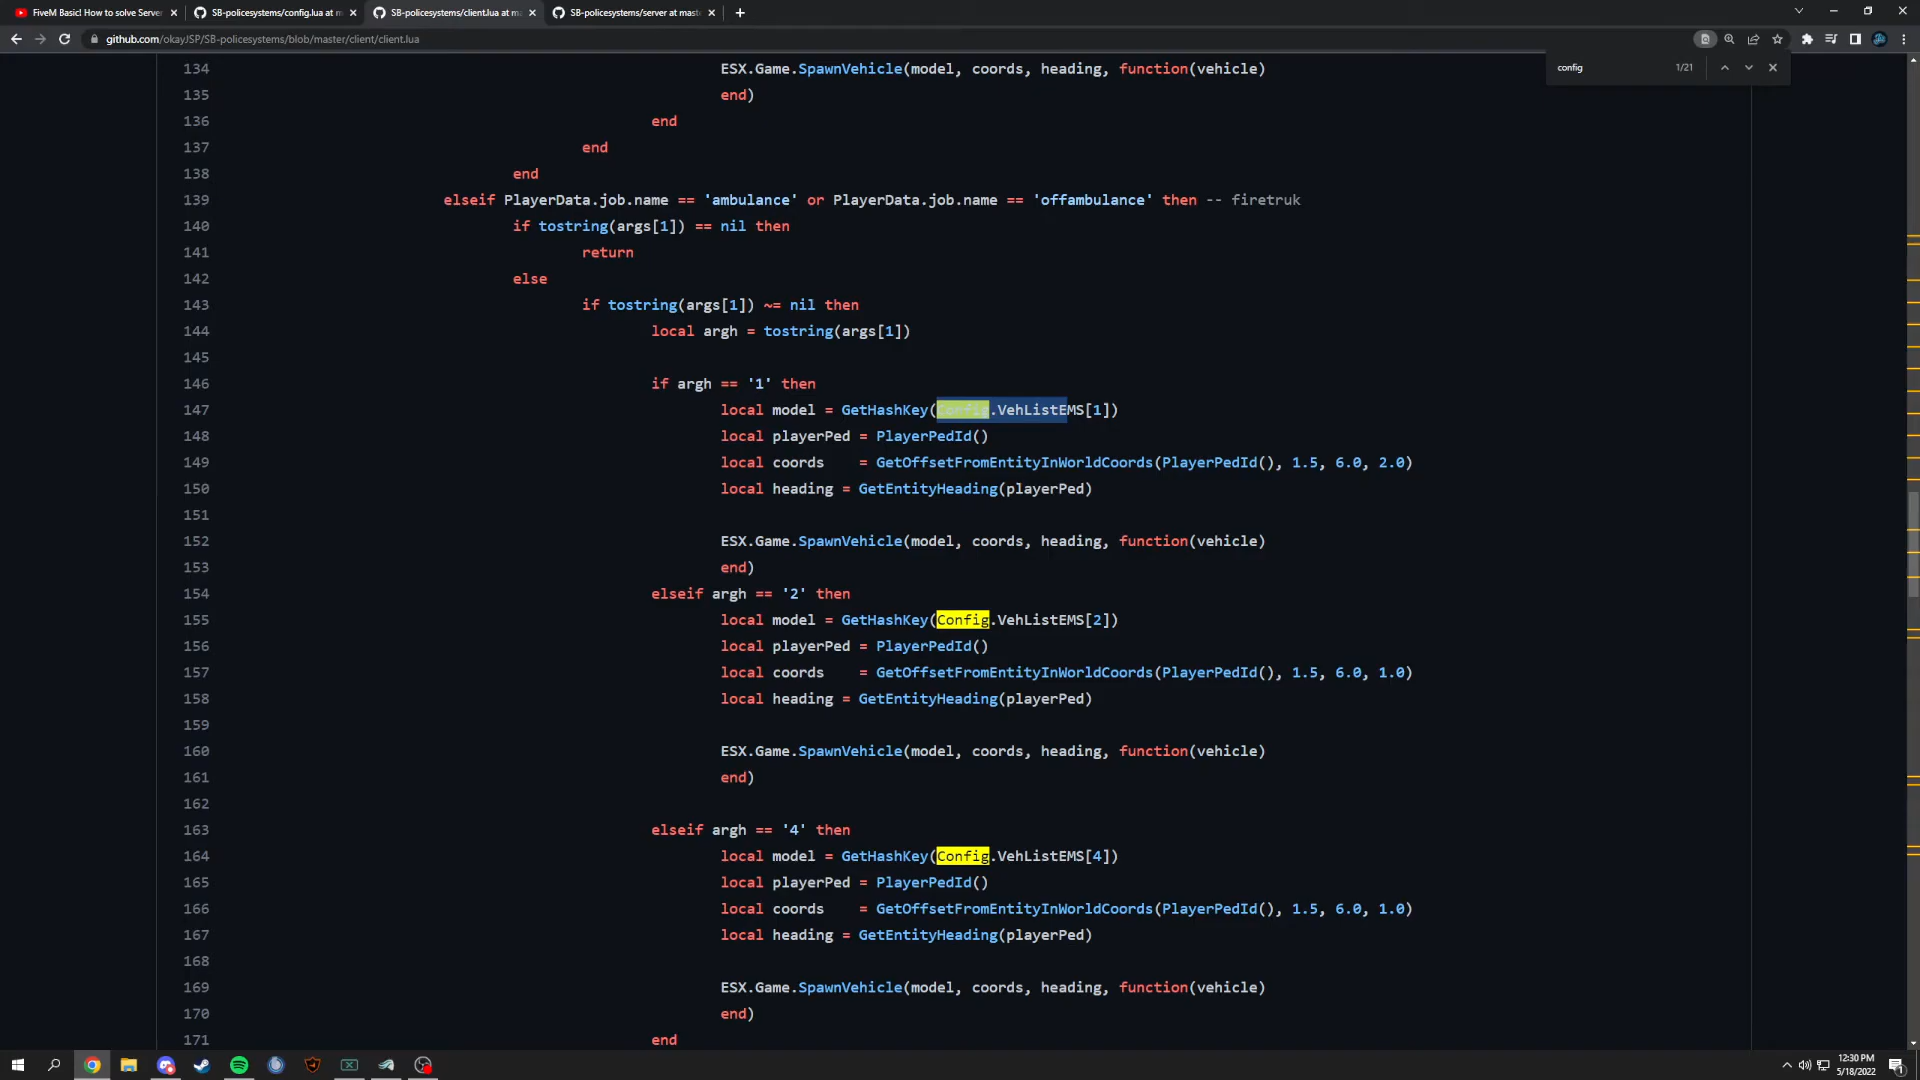 FiveM Basic! How to solve Server
SB-policesystems/config.lua at m
SB-policesystems/client.lua at m
SB-policesystems/server at mast
github.com/okayJSP/SB-policesystems/blob/master/client/client.lua
config 1/21
134 ESX.Game.SpawnVehicle(model, coords, heading, function(vehicle)
135 end)
136 end
137 end
138 end
139 elseif PlayerData.job.name == 'ambulance' or PlayerData.job.name == 'offambulance' then -- firetruk
140 if tostring(args[1]) == nil then
141 return
142 else
143 if tostring(args[1]) ~= nil then
144 local argh = tostring(args[1])
145
146 if argh == '1' then
147 local model = GetHashKey(Config.VehListEMS[1])
148 local playerPed = PlayerPedId()
149 local coords = GetOffsetFromEntityInWorldCoords(PlayerPedId(), 1.5, 6.0, 2.0)
150 local heading = GetEntityHeading(playerPed)
151
152 ESX.Game.SpawnVehicle(model, coords, heading, function(vehicle)
153 end)
154 elseif argh == '2' then
155 local model = GetHashKey(Config.VehListEMS[2])
156 local playerPed = PlayerPedId()
157 local coords = GetOffsetFromEntityInWorldCoords(PlayerPedId(), 1.5, 6.0, 1.0)
158 local heading = GetEntityHeading(playerPed)
159
160 ESX.Game.SpawnVehicle(model, coords, heading, function(vehicle)
161 end)
162
163 elseif argh == '4' then
164 local model = GetHashKey(Config.VehListEMS[4])
165 local playerPed = PlayerPedId()
166 local coords = GetOffsetFromEntityInWorldCoords(PlayerPedId(), 1.5, 6.0, 1.0)
167 local heading = GetEntityHeading(playerPed)
168
169 ESX.Game.SpawnVehicle(model, coords, heading, function(vehicle)
170 end)
171 end
12:30 PM
5/18/2022
1